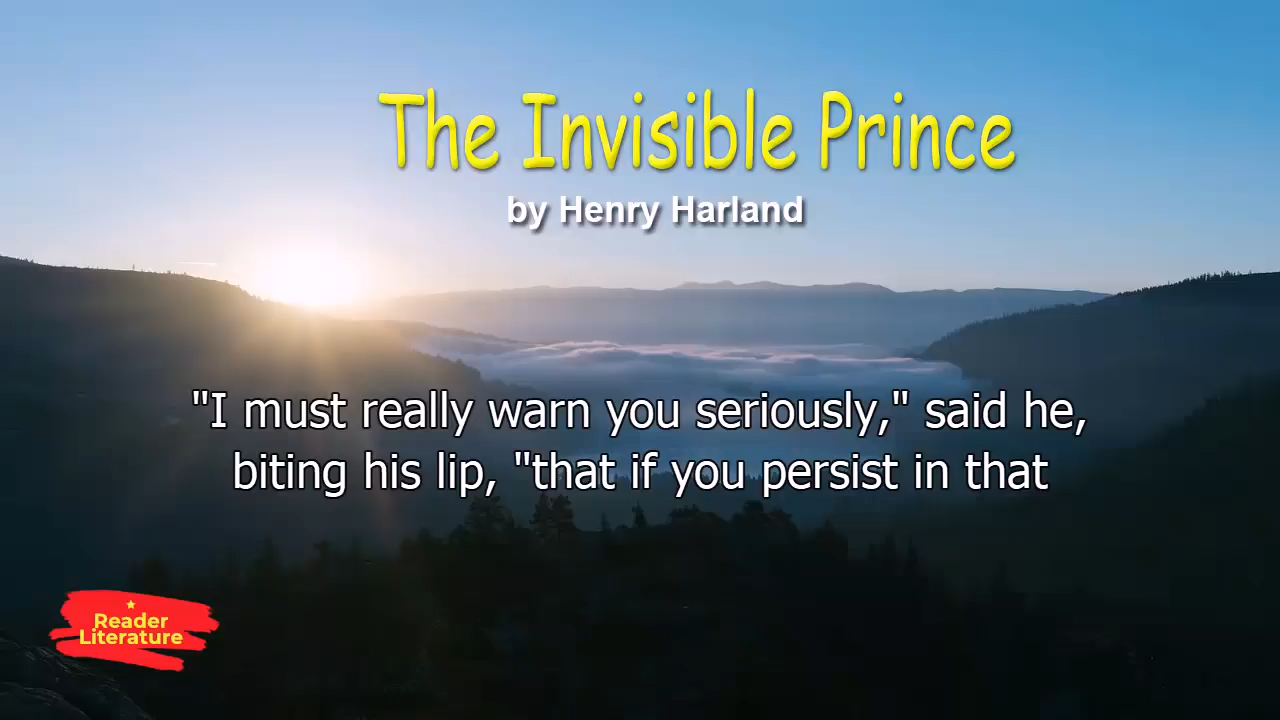 The Invisible Prince
by Henry Harland
"I must really warn you seriously," said he,
biting his lip, "that if you persist in that
Reader
Literature